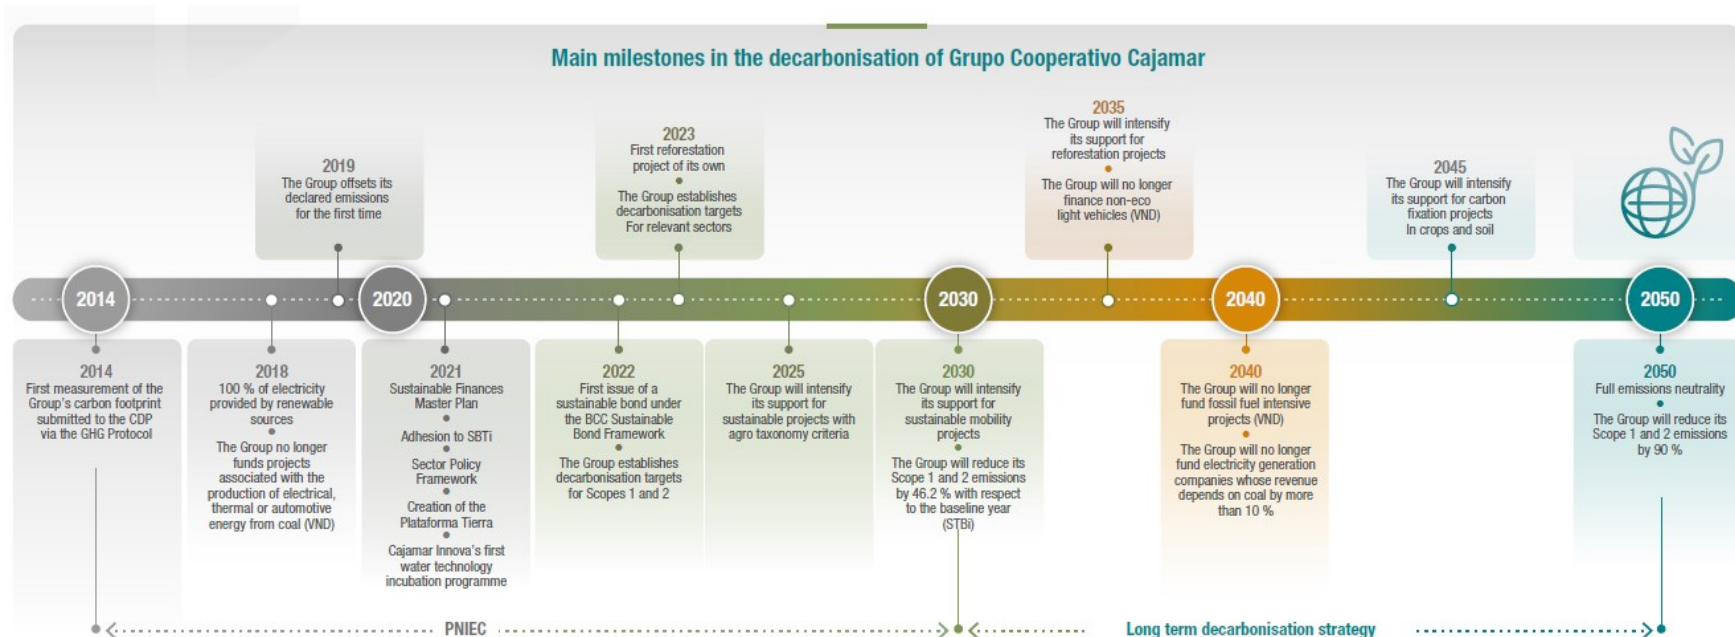 Main milestones in the decarbonisation of Grupo Cooperativo Cajamar
2019
The Group offsets its
declared emissions
for the first time
2023
First reforestation
project of its own
The Group establishes
decarbonisation targets
For relevant sectors
2035
The Group will intensify
its support for
reforestation projects
The Group will no longer
finance non-eco
light vehicles (VND)
2045
The Group will intensify
its support for carbon
fixation projects
In crops and soil
2014
2020
2030
2040
2050
2014
First measurement of the
Group's carbon footprint
submitted to the CDP
via the GHG Protocol
2018
100 % of electricity
provided by renewable
sources
The Group no longer
funds projects
associated with the
production of electrical,
thermal or automotive
energy from coal (VND)
2021
Sustainable Finances
Master Plan
Adhesion to SBTi
Sector Policy
Framework
Creation of the
Plataforma Tierra
Cajamar Innova's first
water technology
incubation programme
2022
First issue of a
sustainable bond under
the BCC Sustainable
Bond Framework
The Group establishes
decarbonisation targets
for Scopes 1 and 2
2025
The Group will intensify
its support for
sustainable projects with
agro taxonomy criteria
2030
The Group will intensify
its support for
sustainable mobility
projects
The Group will reduce its
Scope 1 and 2 emissions
by 46.2 % with respect
to the baseline year
(STBi)
2040
The Group will no longer
fund fossil fuel intensive
projects (VND)
The Group will no longer
fund electricity generation
companies whose revenue
depends on coal by more
than 10 %
2050
Full emissions neutrality
The Group will reduce its
Scope 1 and 2 emissions
by 90 %
PNIEC
Long term decarbonisation strategy